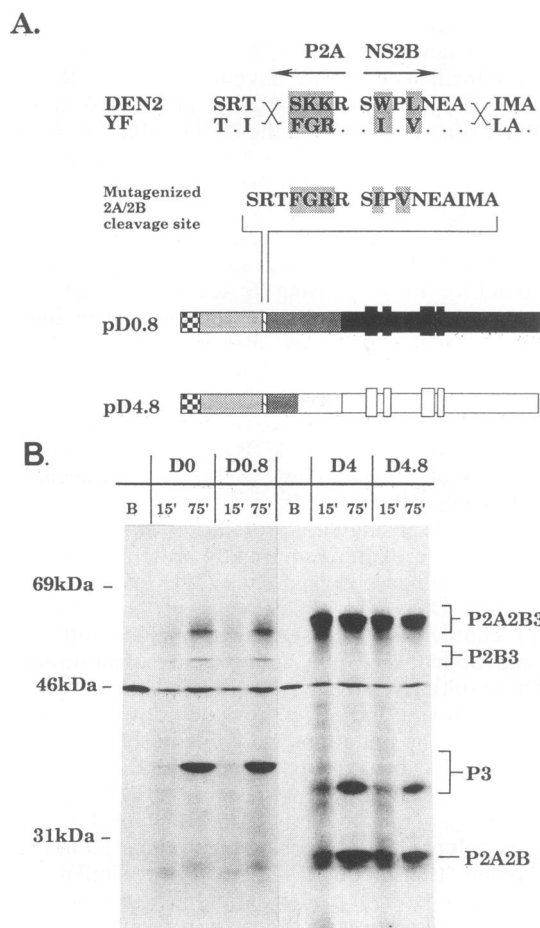 A.
P2A NS2B
DEN2 SRT SKKR SWPLNEA IMA
YF T.I FGR.. I.V... LA.
Mutagenized
2A/2B
cleavage site
SRTFGRR SIPVNEAIMA
pD0.8
pD4.8
B.
D0 D0.8 D4 D4.8
B 15' 75' 15' 75' B 15' 75' 15' 75'
69kDa
P2A2B3
P2B3
46kDa
P3
31kDa
P2A2B